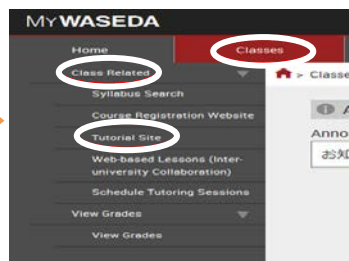 MYWASEDA
Home
Classes
Class Related
> Classe
Syllabus Search
Course Registration Website
Tutorial Site
Anno
Web-based Lessons (Inter-
university Collaboration)
お知
Schedule Tutoring Sessions
View Grades
View Grades